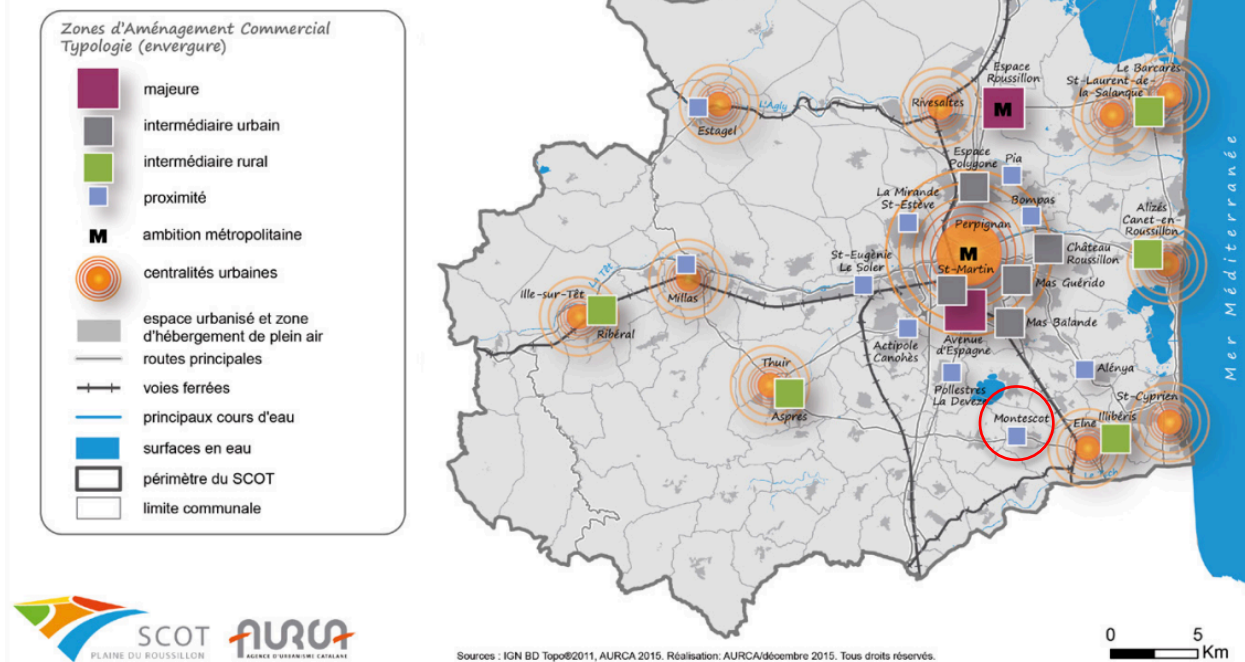 Zones d'Aménagement Commercial
Typologie (envergure)
majeure
intermédiaire urbain
intermédiaire rural
proximité
M
ambition métropolitaine
centralités urbaines
espace urbanisé et zone
d'hébergement de plein air
routes principales
voies ferrées
principaux cours d'eau
surfaces en eau
périmètre du SCOT
limite communale
SCOT
PLAINE DU ROUSSILLON
AURCA
AGENCE D'URBANISME CATALANE
Espace
Roussillon
M
Le Barcarès
St-Laurent-de-
la-Salanque
Rivesaltes
L'Agly
Estagel
Espace
Polygone
Pia
La Mirande
St-Estève
Bompas
Perpignan
M
Alizés
Canet-en-
Roussillon
Château
Roussillon
St-Eugénie
Le Soler
St-Martin
Mas Guérido
La Têt
Ille-sur-Têt
Ribéral
Millas
Mas Balande
Avenue
d'Espagne
Actipole
Canohès
Thuir
Aspres
Pollestres
La Devèze
Alénya
Montescot
St-Cyprien
Elne
Illibéris
Le Tech
Mer Méditerranée
0 5
Km
Sources : IGN BD Topo®2011, AURCA 2015. Réalisation: AURCA/décembre 2015. Tous droits réservés.